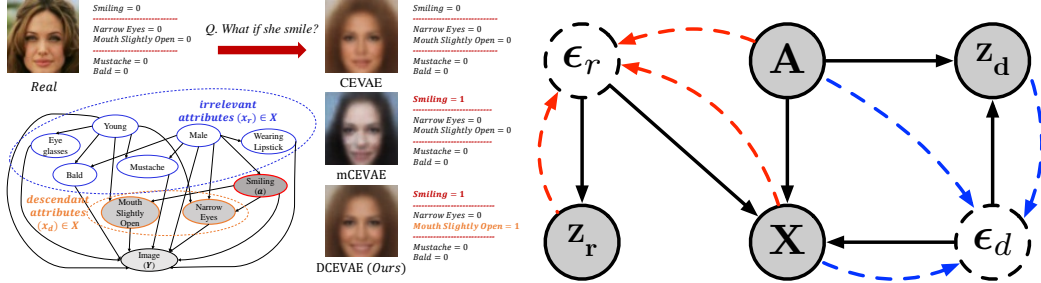 Smiling = 0
Narrow Eyes = 0
Mouth Slightly Open = 0
Mustache = 0
Bald = 0
Real
Q. What if she smile?
Smiling = 0
Narrow Eyes = 0
Mouth Slightly Open = 0
Mustache = 0
Bald = 0
CEVAE
Smiling = 1
Narrow Eyes = 0
Mouth Slightly Open = 0
Mustache = 0
Bald = 0
mCEVAE
Smiling = 1
Narrow Eyes = 0
Mouth Slightly Open = 1
Mustache = 0
Bald = 0
DCEVAE (Ours)
irrelevant
attributes (x_r) ∈ X
Young
Male
Eye
glasses
Wearing
Lipstick
Bald
Mustache
Smiling
(a)
descendant
attributes
(x_d) ∈ X
Mouth
Slightly
Open
Narrow
Eyes
Image
(Y)
ϵ_r
A
z_d
z_r
X
ϵ_d